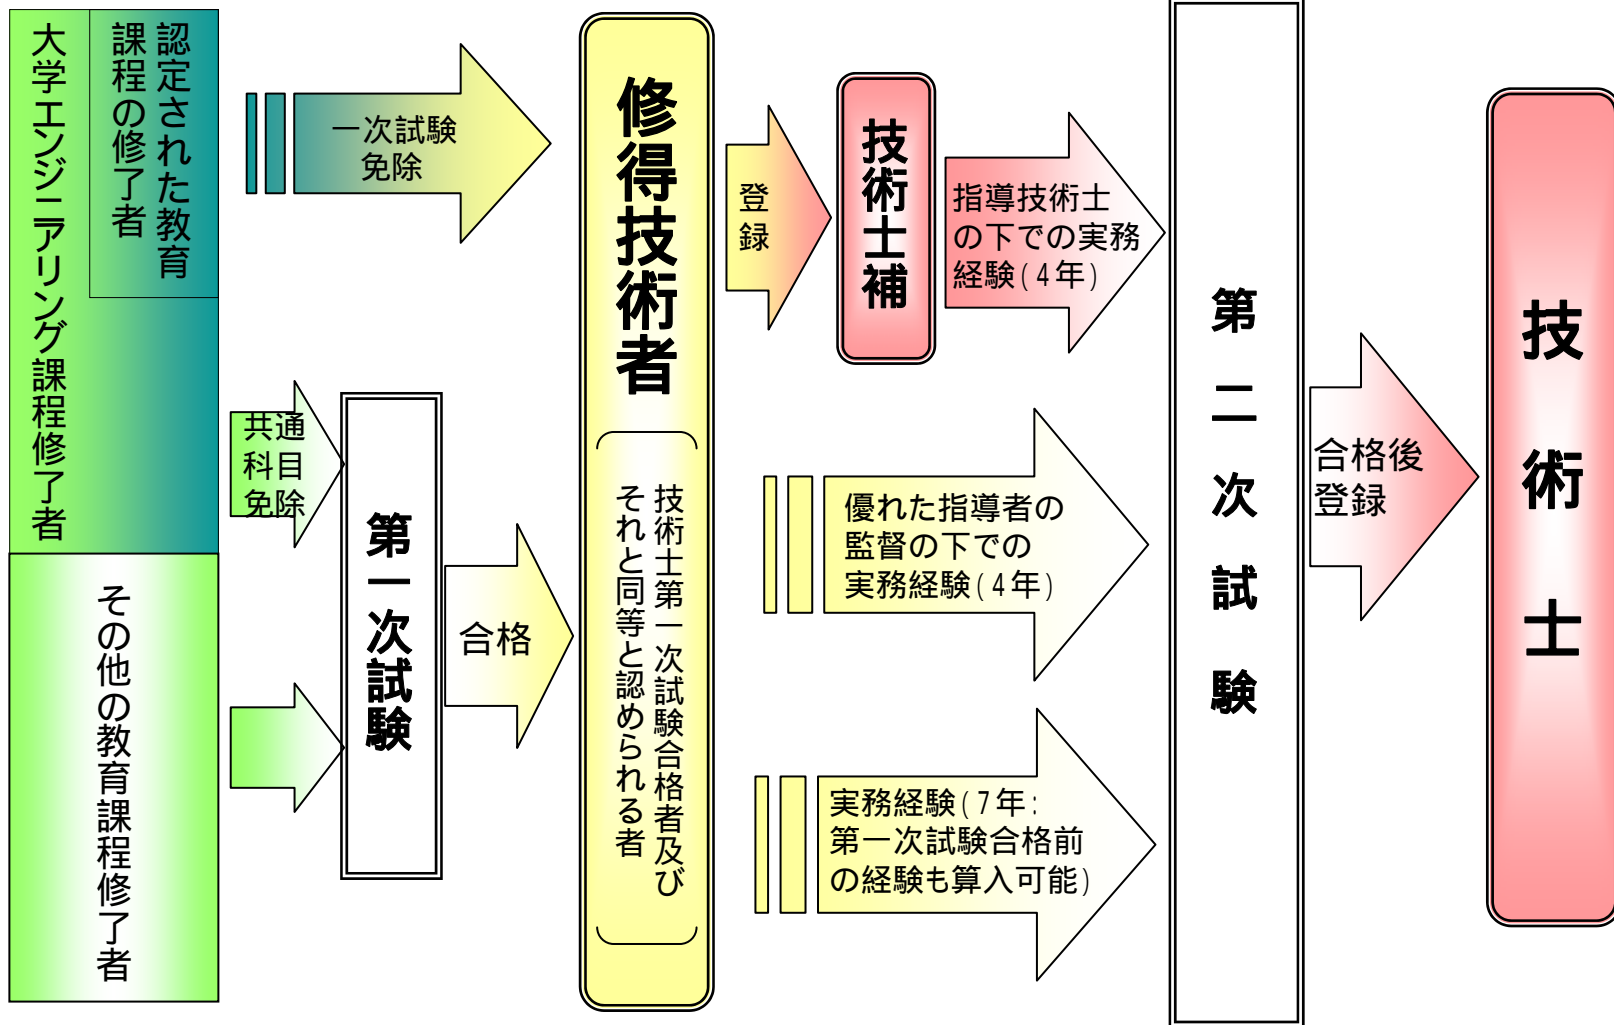 大学エンジニアリング課程修了者
認定された教育
課程の修了者
その他の教育課程修了者
一次試験
免除
共通
科目
免除
第一次試験
合格
修得技術者
技術士第一次試験合格者及び
それと同等と認められる者
登
録
技術士補
指導技術士
の下での実務
経験(4年)
優れた指導者の
監督の下での
実務経験(4年)
実務経験(7年:
第一次試験合格前
の経験も算入可能)
第二次試験
合格後
登録
技術士